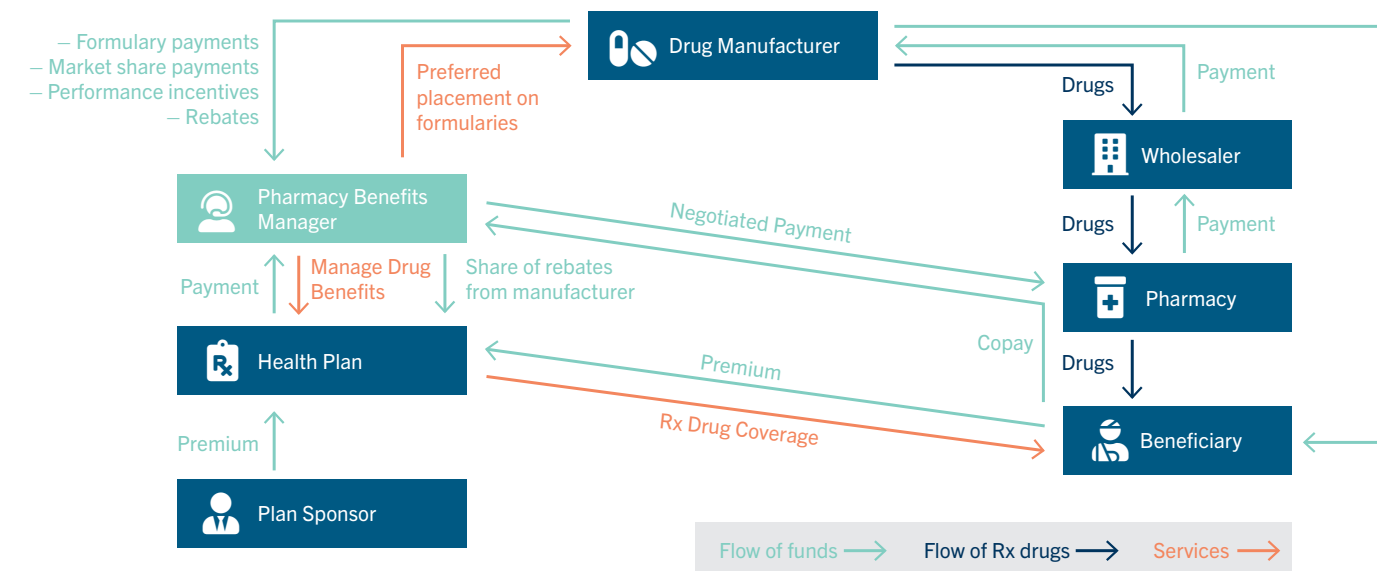 – Formulary payments
– Market share payments
– Performance incentives
– Rebates
Preferred
placement on
formularies
Drug Manufacturer
Drugs
Payment
Wholesaler
Drugs
Payment
Pharmacy
Drugs
Beneficiary
Pharmacy Benefits
Manager
Negotiated Payment
Payment
Manage Drug
Benefits
Share of rebates
from manufacturer
Copay
Health Plan
Premium
Rx Drug Coverage
Premium
Plan Sponsor
Rx
Flow of funds
Flow of Rx drugs
Services